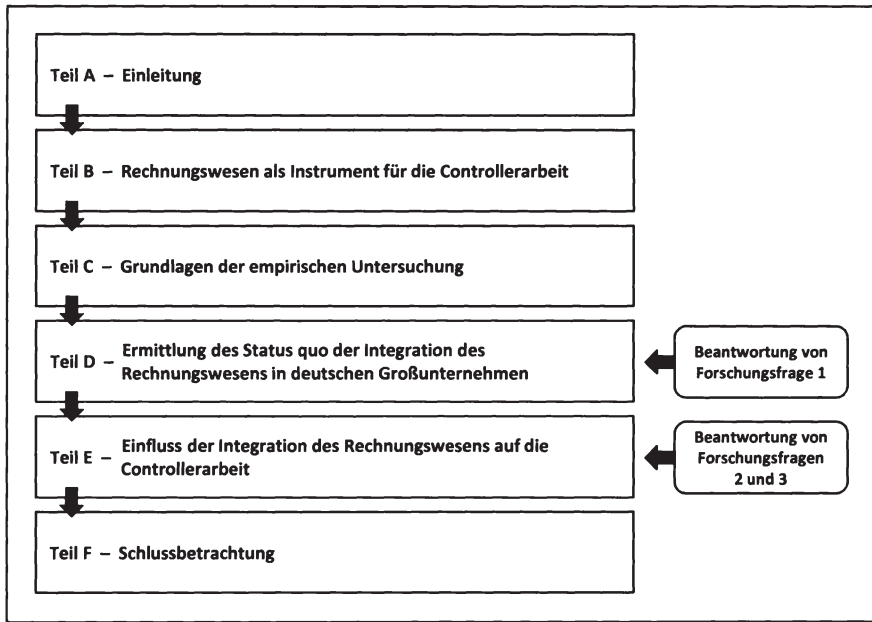 Teil A – Einleitung
Teil B – Rechnungswesen als Instrument für die Controllerarbeit
Teil C – Grundlagen der empirischen Untersuchung
Teil D – Ermittlung des Status quo der Integration des
Rechnungswesens in deutschen Großunternehmen
Beantwortung von
Forschungsfrage 1
Teil E – Einfluss der Integration des Rechnungswesens auf die
Controllerarbeit
Beantwortung von
Forschungsfragen
2 und 3
Teil F – Schlussbetrachtung